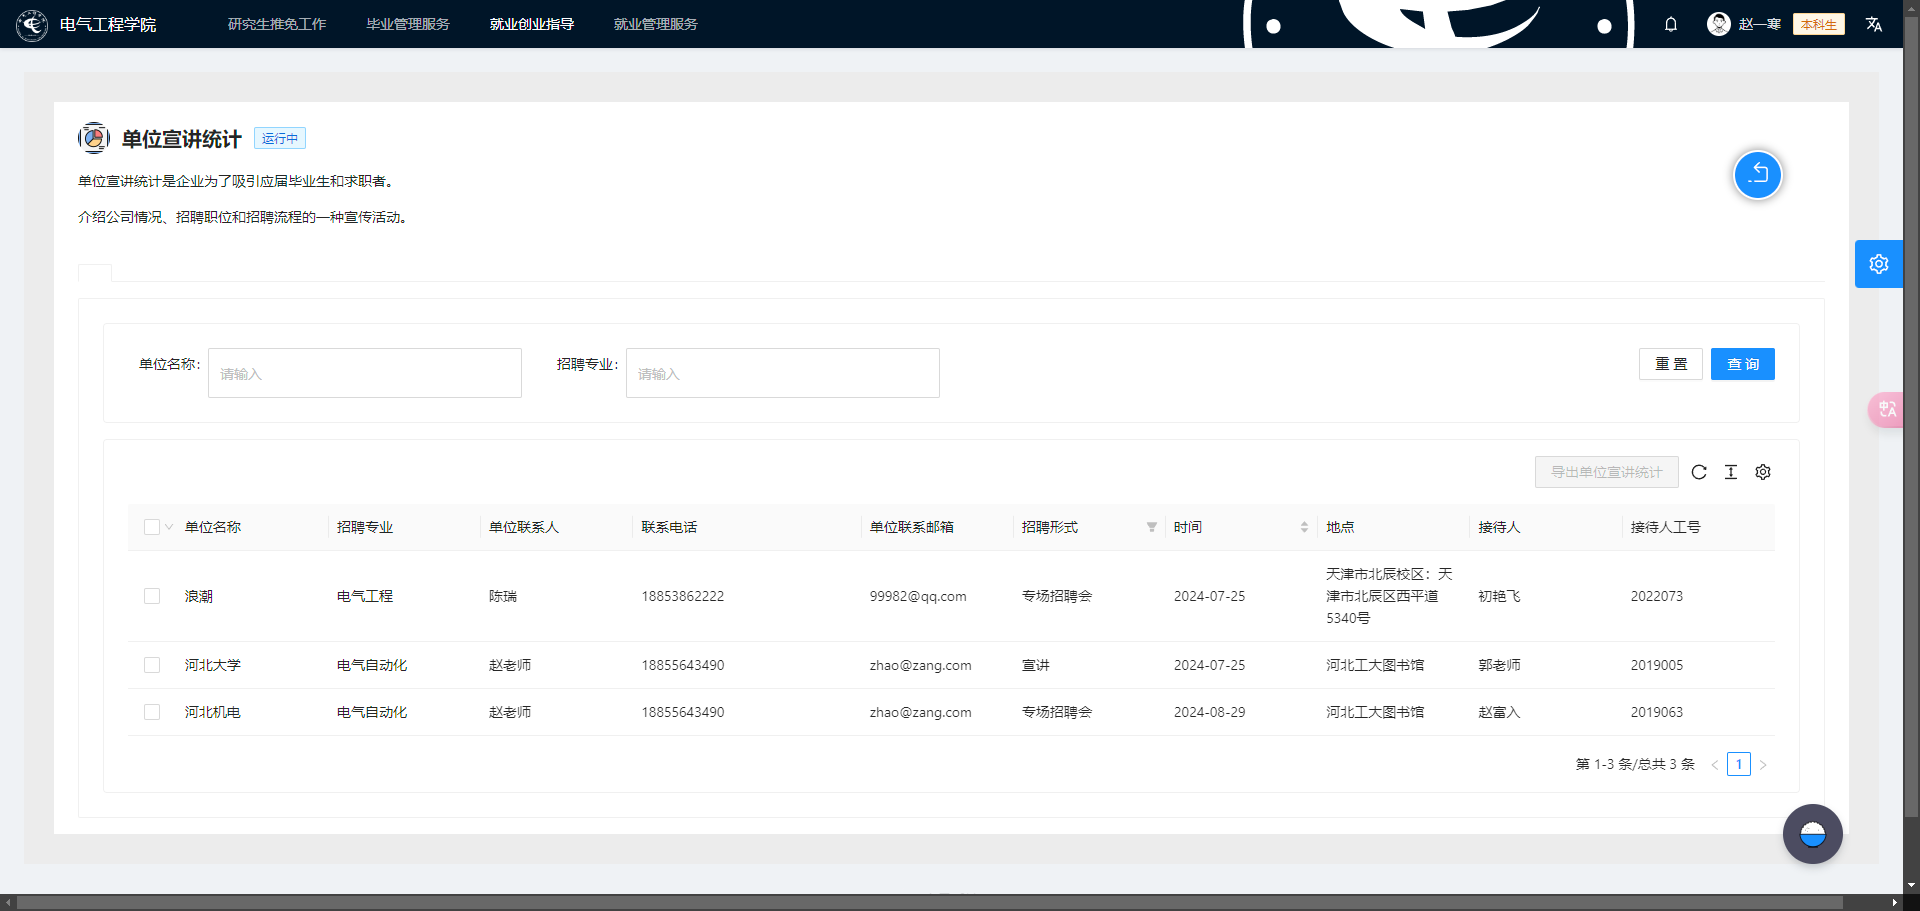 电气工程学院
研究生推免工作
毕业管理服务
就业创业指导
就业管理服务
赵一寒
本科生
单位宣讲统计
运行中
单位宣讲统计是企业为了吸引应届毕业生和求职者。
介绍公司情况、招聘职位和招聘流程的一种宣传活动。
单位名称:
请输入
招聘专业:
请输入
重 置
查 询
导出单位宣讲统计
单位名称 招聘专业 单位联系人 联系电话 单位联系邮箱 招聘形式 时间 地点 接待人 接待人工号
浪潮 电气工程 陈瑞 18853862222 99982@qq.com 专场招聘会 2024-07-25 天津市北辰校区：天
津市北辰区西平道
5340号 初艳飞 2022073
河北大学 电气自动化 赵老师 18855643490 zhao@zang.com 宣讲 2024-07-25 河北工大图书馆 郭老师 2019005
河北机电 电气自动化 赵老师 18855643490 zhao@zang.com 专场招聘会 2024-08-29 河北工大图书馆 赵富入 2019063
第 1-3 条/总共 3 条
1